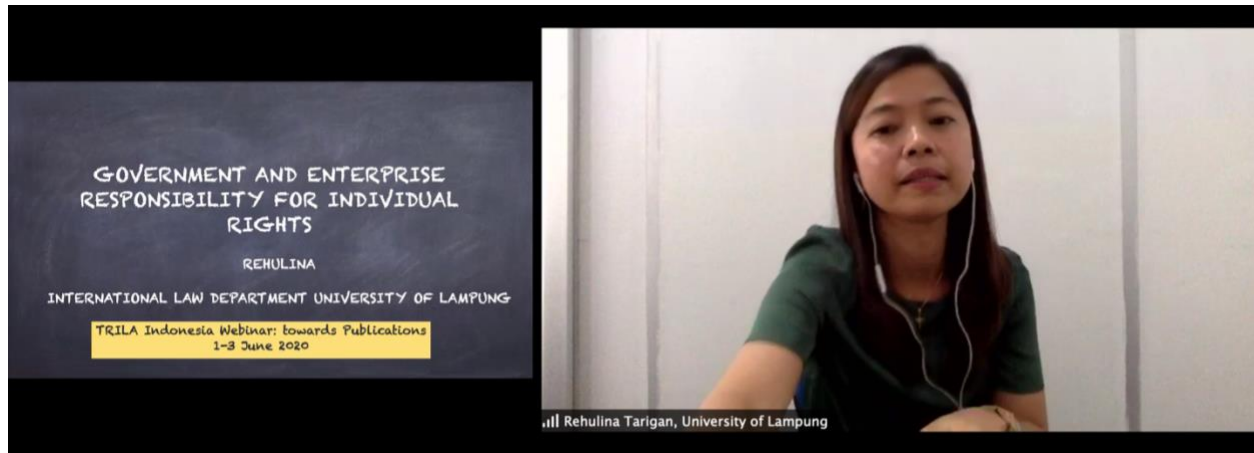 GOVERNMENT AND ENTERPRISE
RESPONSIBILITY FOR INDIVIDUAL
RIGHTS
REHULINA
INTERNATIONAL LAW DEPARTMENT UNIVERSITY OF LAMPUNG
TRILA Indonesia Webinar: towards Publications
1-3 June 2020
Rehulina Tarigan, University of Lampung